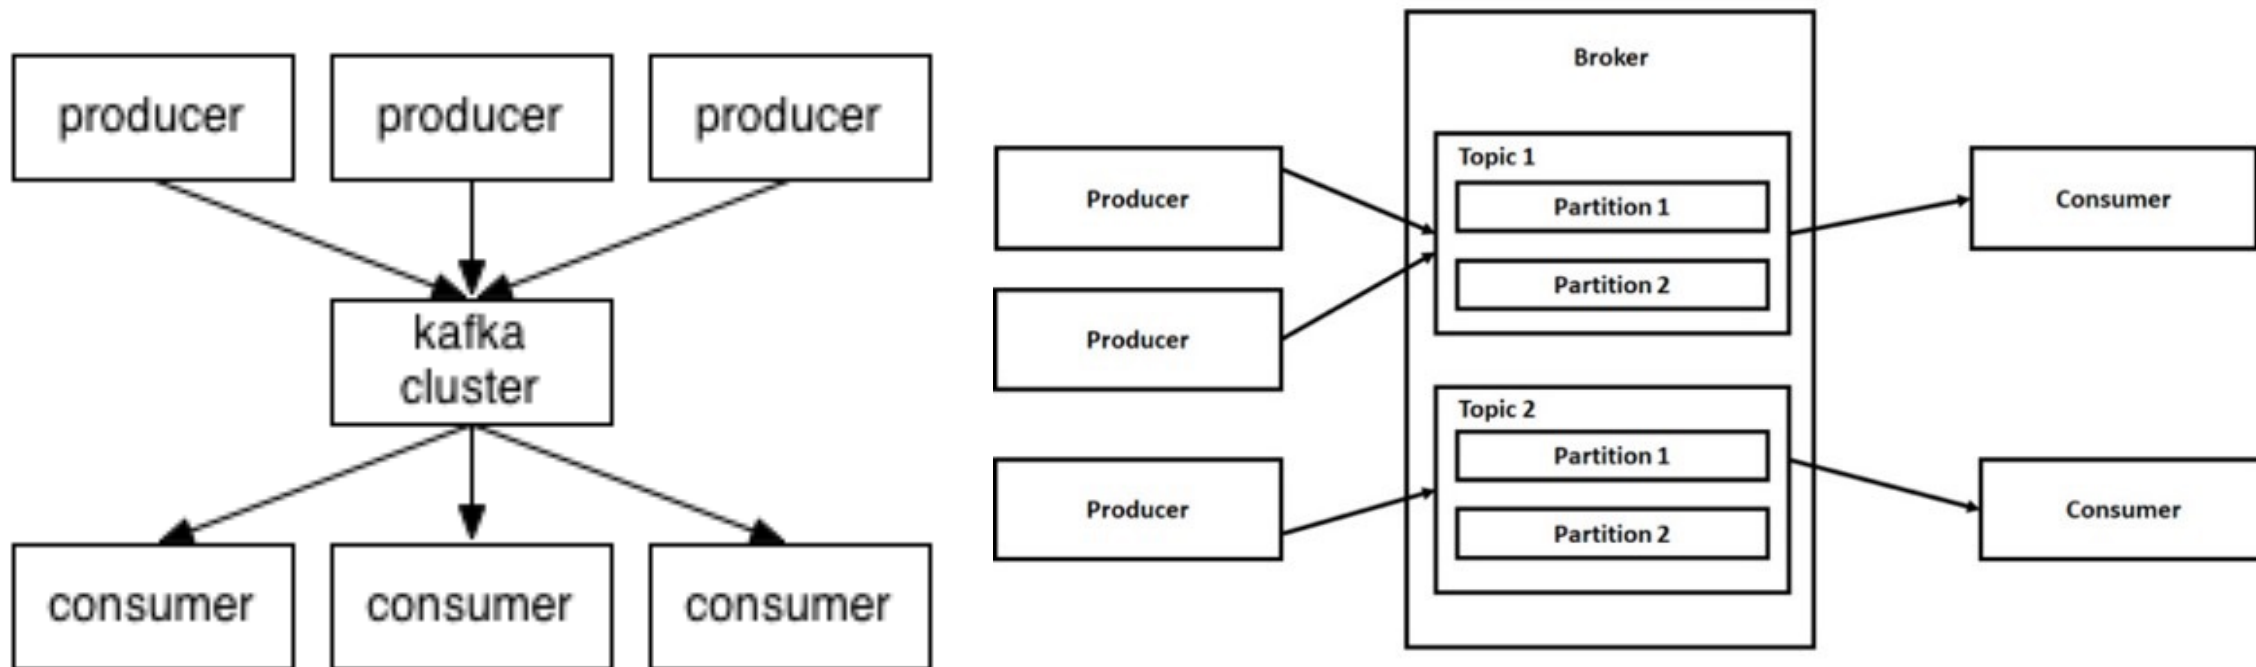 producer
producer
producer
kafka
cluster
consumer
consumer
consumer
Broker
Producer
Producer
Producer
Topic 1
Partition 1
Partition 2
Topic 2
Partition 1
Partition 2
Consumer
Consumer